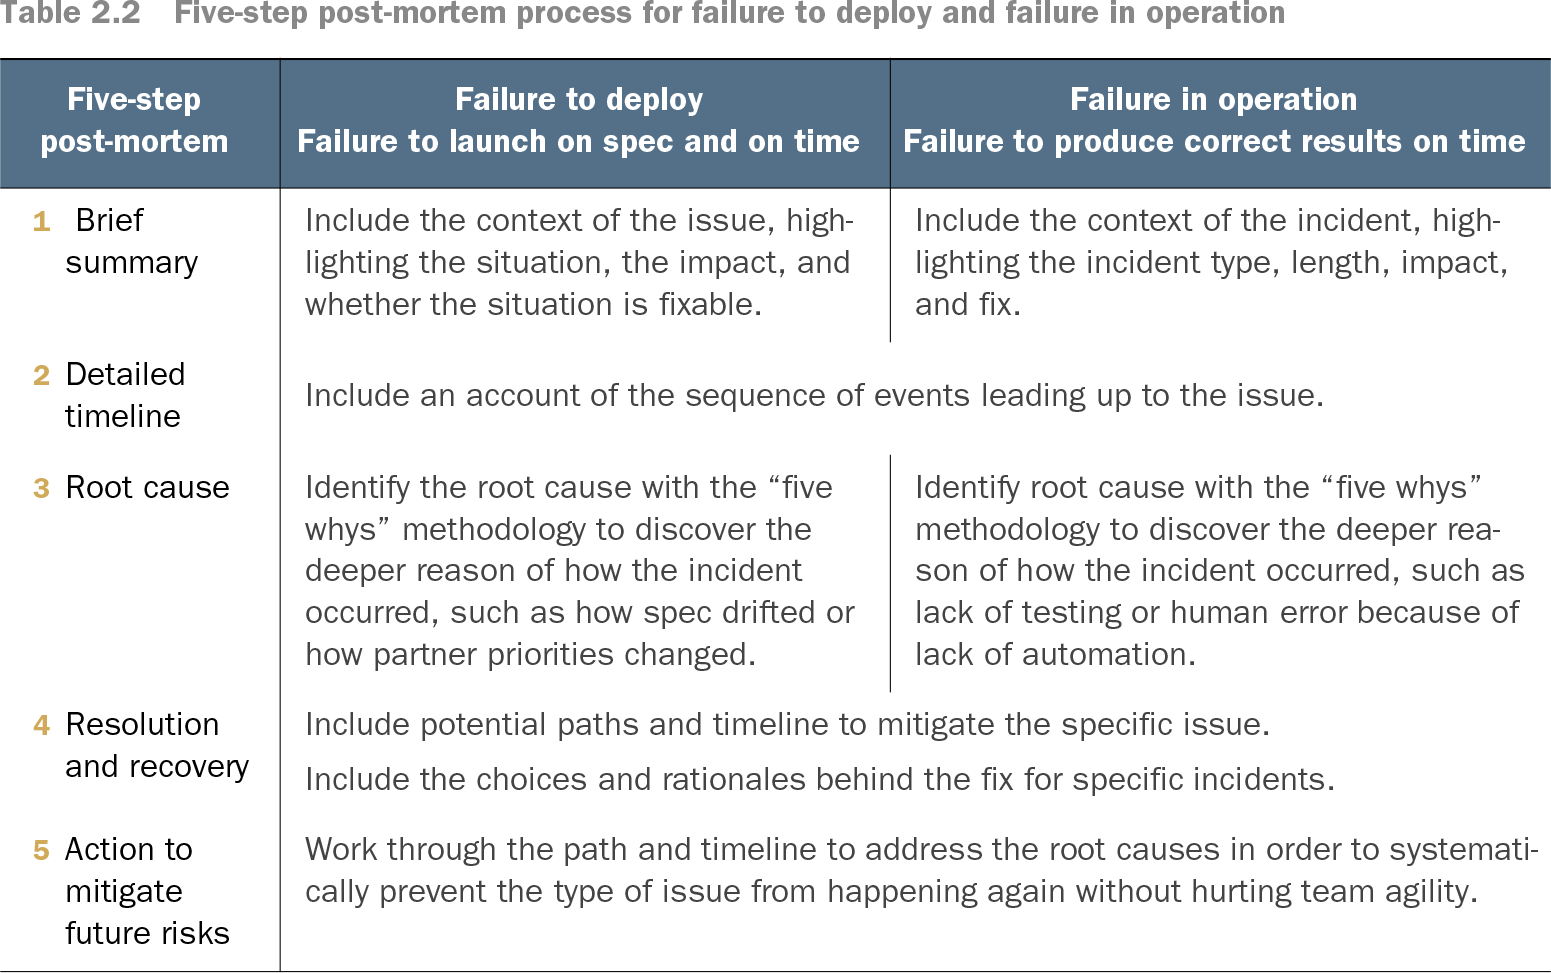 Table 2.2 Five-step post-mortem process for failure to deploy and failure in operation
Five-step
post-mortem
Failure to deploy
Failure to launch on spec and on time
Failure in operation
Failure to produce correct results on time
1 Brief
summary
Include the context of the issue, high-
lighting the situation, the impact, and
whether the situation is fixable.
Include the context of the incident, high-
lighting the incident type, length, impact,
and fix.
2 Detailed
timeline
Include an account of the sequence of events leading up to the issue.
3 Root cause
Identify the root cause with the “five
whys” methodology to discover the
deeper reason of how the incident
occurred, such as how spec drifted or
how partner priorities changed.
Identify root cause with the “five whys”
methodology to discover the deeper rea-
son of how the incident occurred, such as
lack of testing or human error because of
lack of automation.
4 Resolution
and recovery
Include potential paths and timeline to mitigate the specific issue.
Include the choices and rationales behind the fix for specific incidents.
5 Action to
mitigate
future risks
Work through the path and timeline to address the root causes in order to systemati-
cally prevent the type of issue from happening again without hurting team agility.